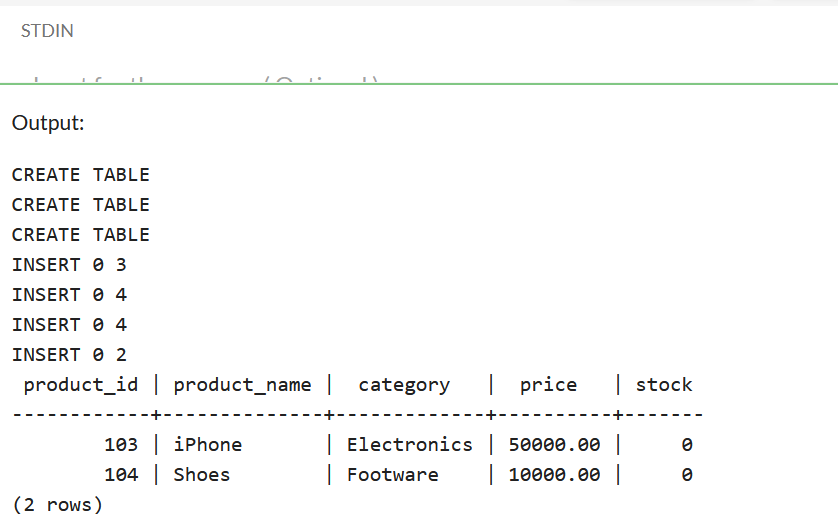 STDIN
Output:
CREATE TABLE
CREATE TABLE
CREATE TABLE
INSERT 0 3
INSERT 0 4
INSERT 0 4
INSERT 0 2
 product_id | product_name |  category   |  price   | stock
------------+--------------+-------------+----------+-------
        103 | iPhone       | Electronics | 50000.00 |     0
        104 | Shoes        | Footware    | 10000.00 |     0
(2 rows)